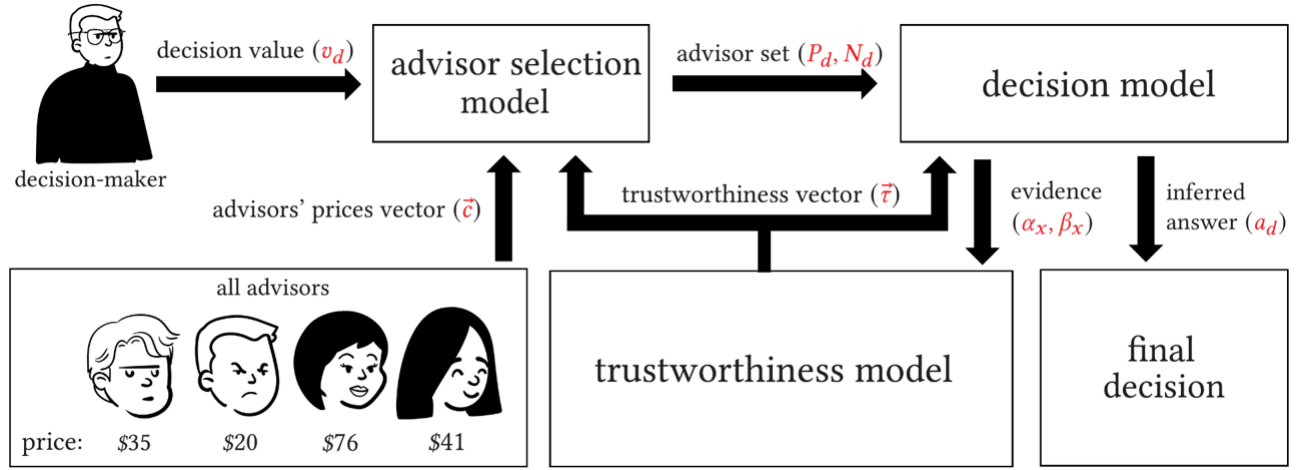 decision value (v_d)
advisor selection
model
advisor set (P_d, N_d)
decision model
decision-maker
advisors' prices vector (c⃗)
trustworthiness vector (τ⃗)
evidence
(α_x, β_x)
inferred
answer (a_d)
all advisors
price: $35 $20 $76 $41
trustworthiness model
final
decision